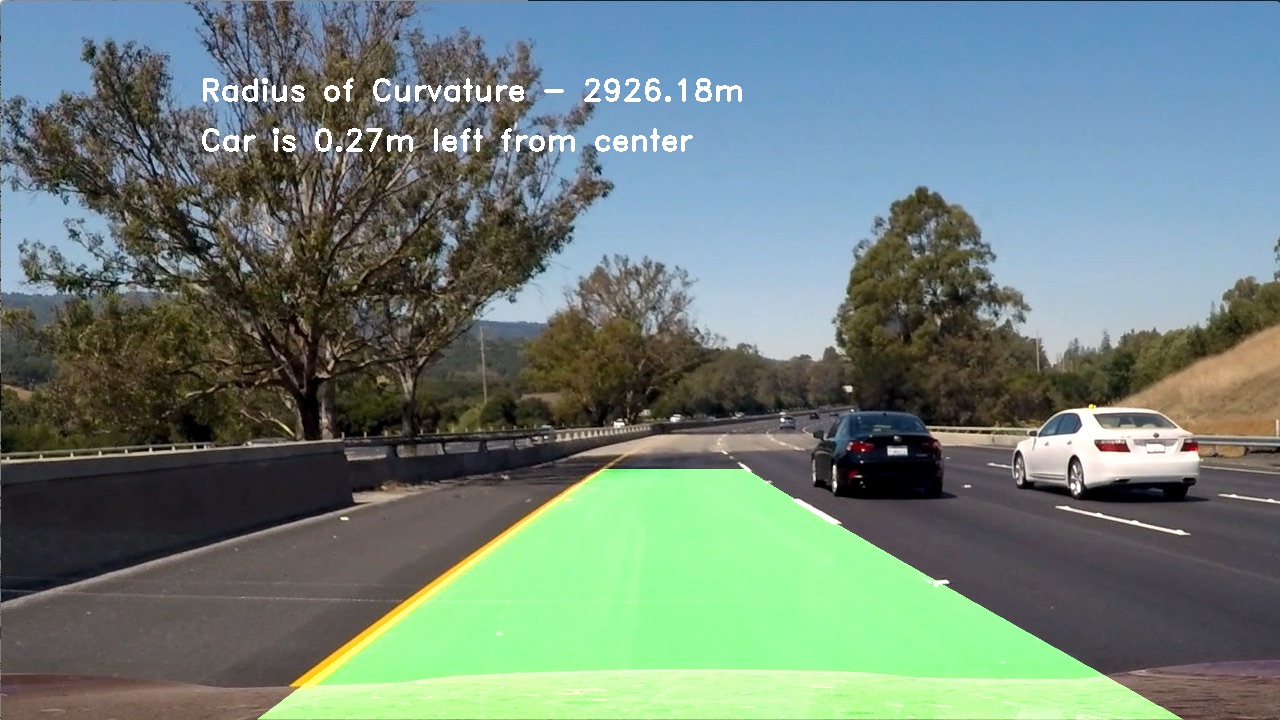 Radius of Curvature - 2926.18m
Car is 0.27m left from center